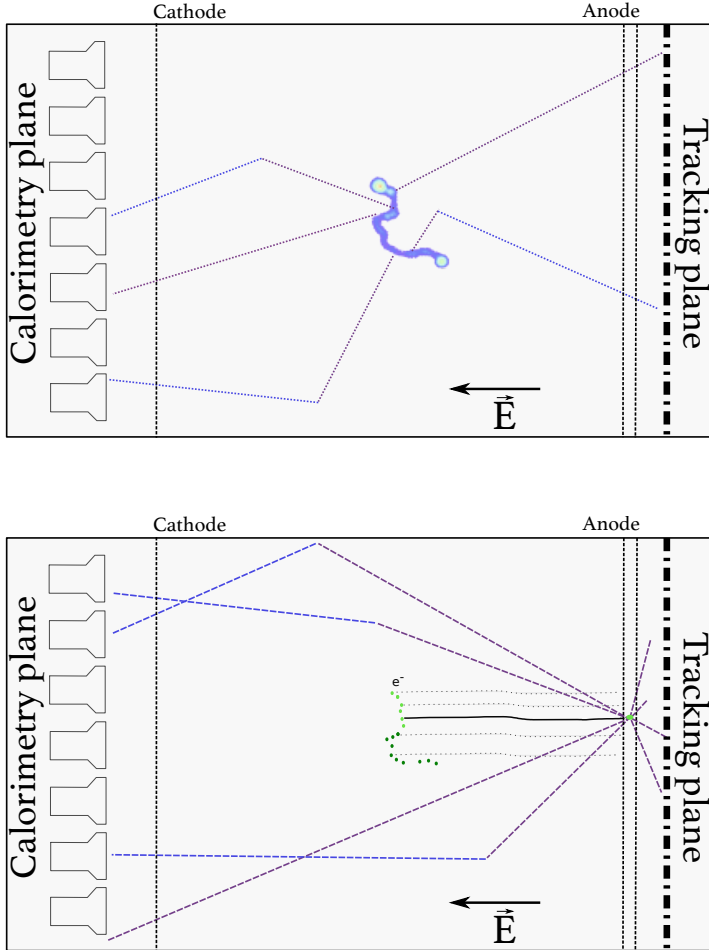 Cathode
Anode
Calorimetry plane
Tracking plane
E⃗
Cathode
Anode
Calorimetry plane
Tracking plane
e⁻
E⃗